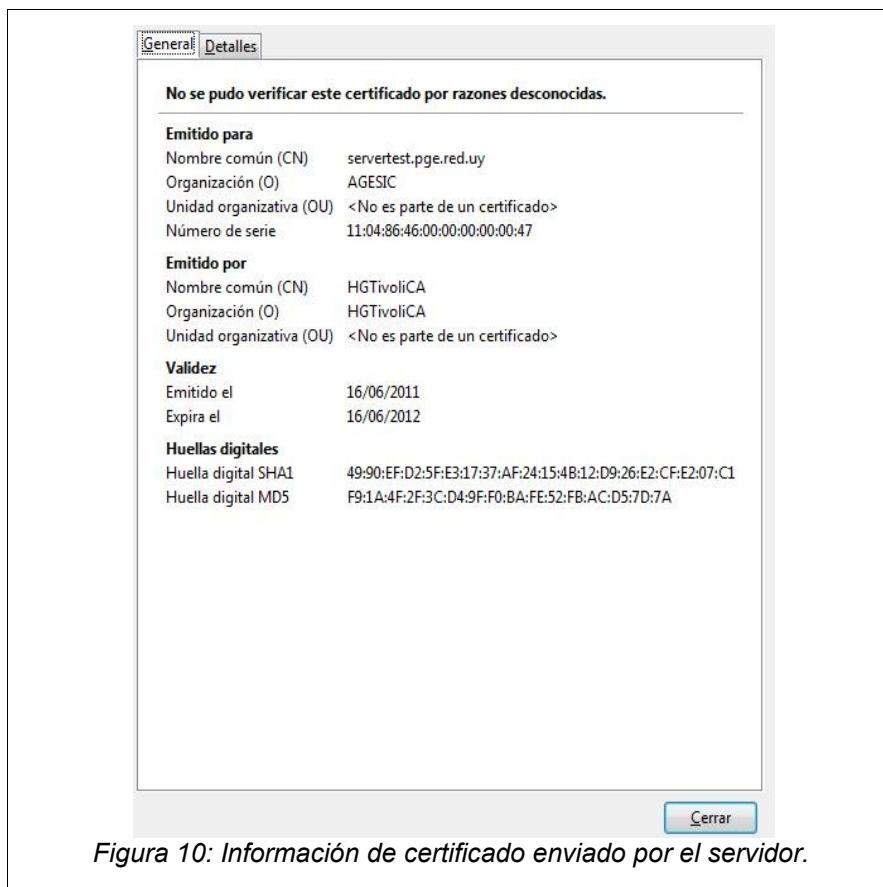 General Detalles
No se pudo verificar este certificado por razones desconocidas.
Emitido para
Nombre común (CN) servertest.pge.red.uy
Organización (O) AGESIC
Unidad organizativa (OU) <No es parte de un certificado>
Número de serie 11:04:86:46:00:00:00:00:00:47
Emitido por
Nombre común (CN) HGTivoliCA
Organización (O) HGTivoliCA
Unidad organizativa (OU) <No es parte de un certificado>
Validez
Emitido el 16/06/2011
Expira el 16/06/2012
Huellas digitales
Huella digital SHA1 49:90:EF:D2:5F:E3:17:37:AF:24:15:4B:12:D9:26:E2:CF:E2:07:C1
Huella digital MD5 F9:1A:4F:2F:3C:D4:9F:F0:BA:FE:52:FB:AC:D5:7D:7A
Cerrar
Figura 10: Información de certificado enviado por el servidor.